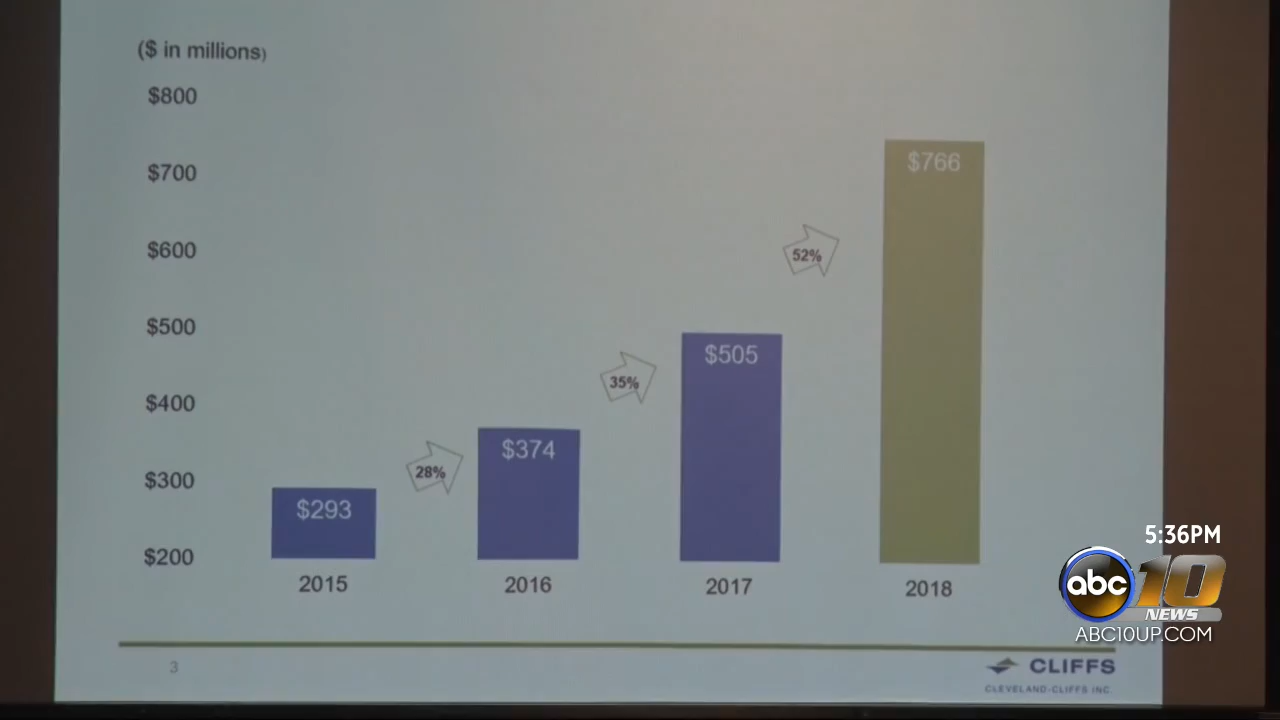 ($ in millions)
$800
$700
$600
$500
$400
$300
$200
$293
28%
$374
35%
$505
52%
$766
2015 2016 2017 2018
3
CLIFFS
CLEVELAND-CLIFFS INC.
5:36PM
abc 10
NEWS
ABC10UP.COM